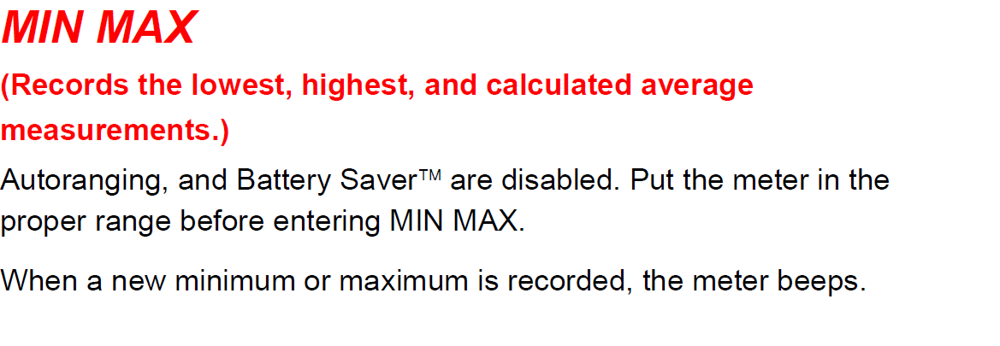 MIN MAX
(Records the lowest, highest, and calculated average
measurements.)
Autoranging, and Battery Saver™ are disabled. Put the meter in the
proper range before entering MIN MAX.
When a new minimum or maximum is recorded, the meter beeps.